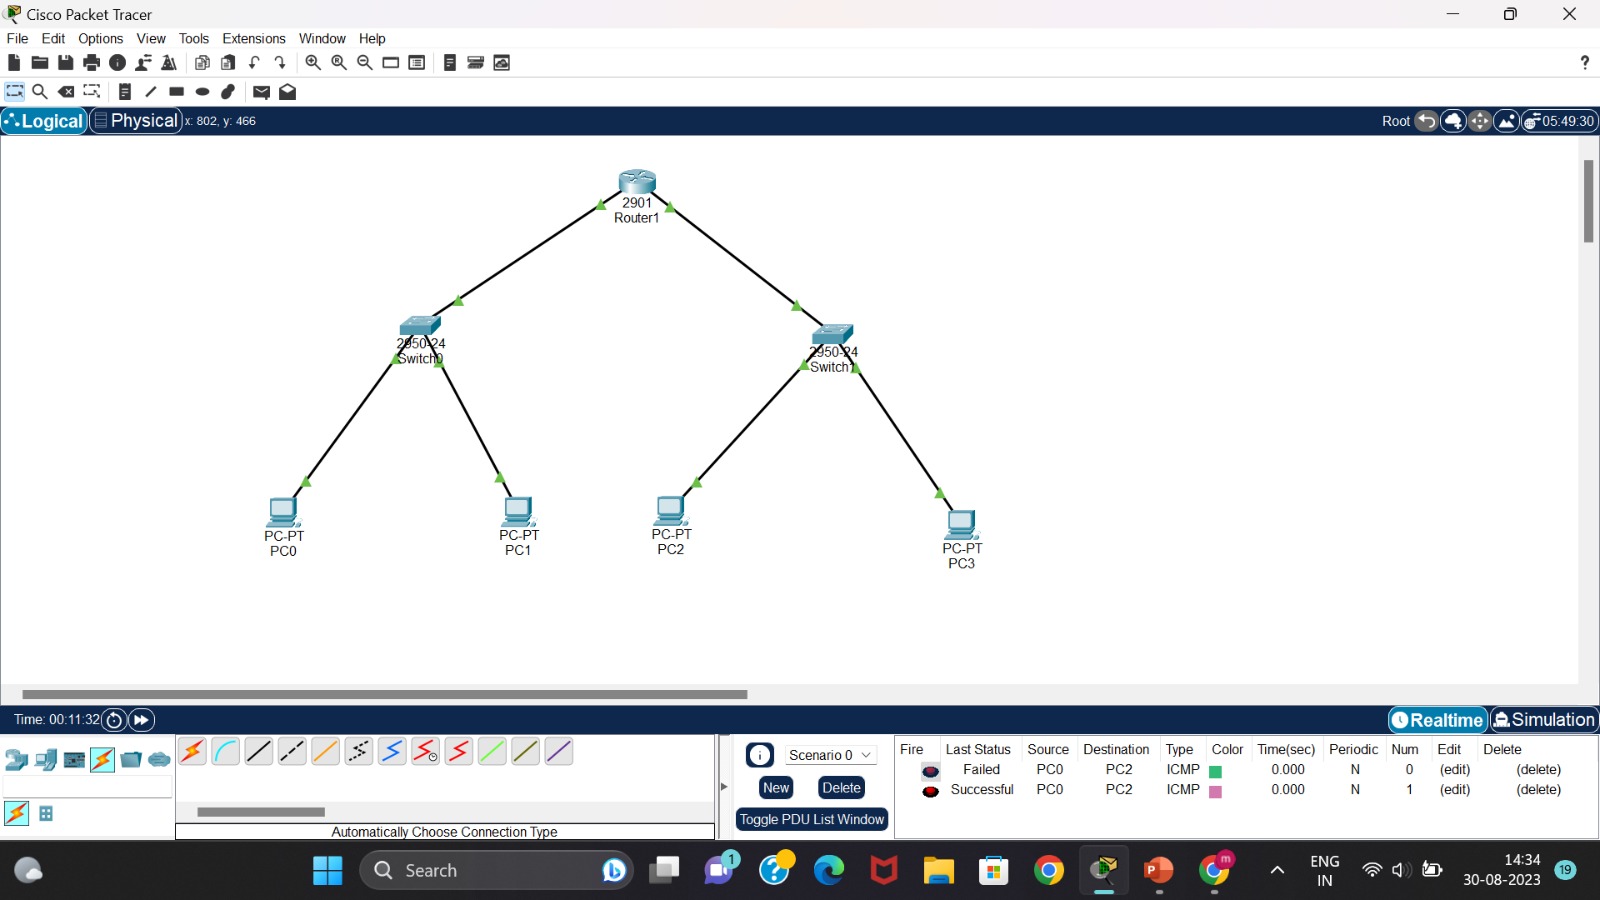 Cisco Packet Tracer
File Edit Options View Tools Extensions Window Help
?
Logical Physical x: 802, y: 466 Root 05:49:30
2901
Router1
2950-24
Switch0
2950-24
Switch1
PC-PT
PC0
PC-PT
PC1
PC-PT
PC2
PC-PT
PC3
Time: 00:11:32 Realtime Simulation
Scenario 0
New Delete
Toggle PDU List Window
Fire Last Status Source Destination Type Color Time(sec) Periodic Num Edit Delete
Failed PC0 PC2 ICMP 0.000 N 0 (edit) (delete)
Successful PC0 PC2 ICMP 0.000 N 1 (edit) (delete)
Automatically Choose Connection Type
Search
1
ENG
IN
14:34
30-08-2023
19